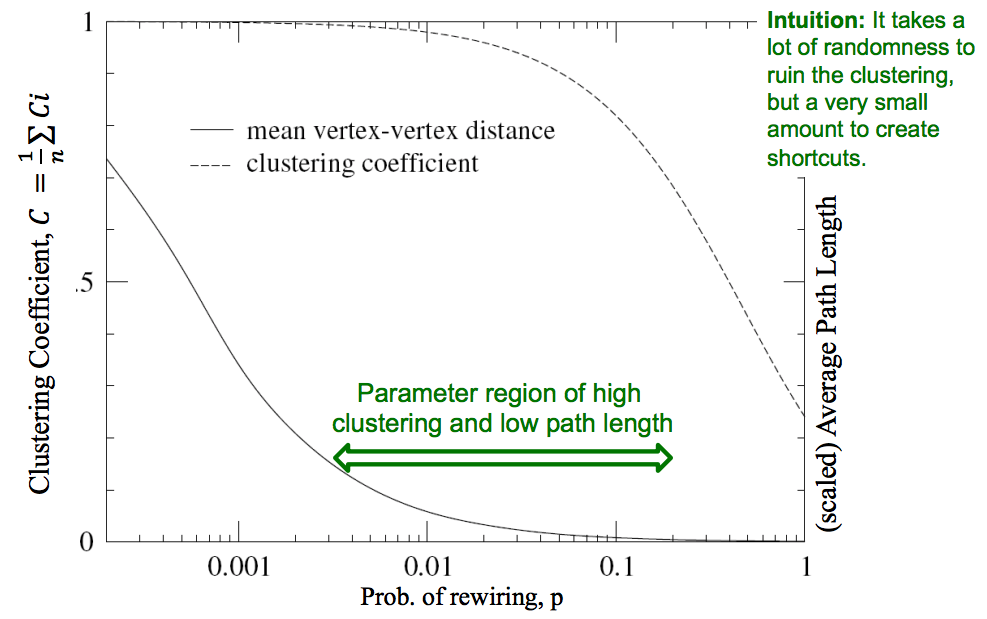 Intuition: It takes a
lot of randomness to
ruin the clustering,
but a very small
amount to create
shortcuts.
1
.5
0
mean vertex-vertex distance
clustering coefficient
Clustering Coefficient, C = 1/n ∑ Ci
(scaled) Average Path Length
Parameter region of high
clustering and low path length
0.001
0.01
0.1
1
Prob. of rewiring, p